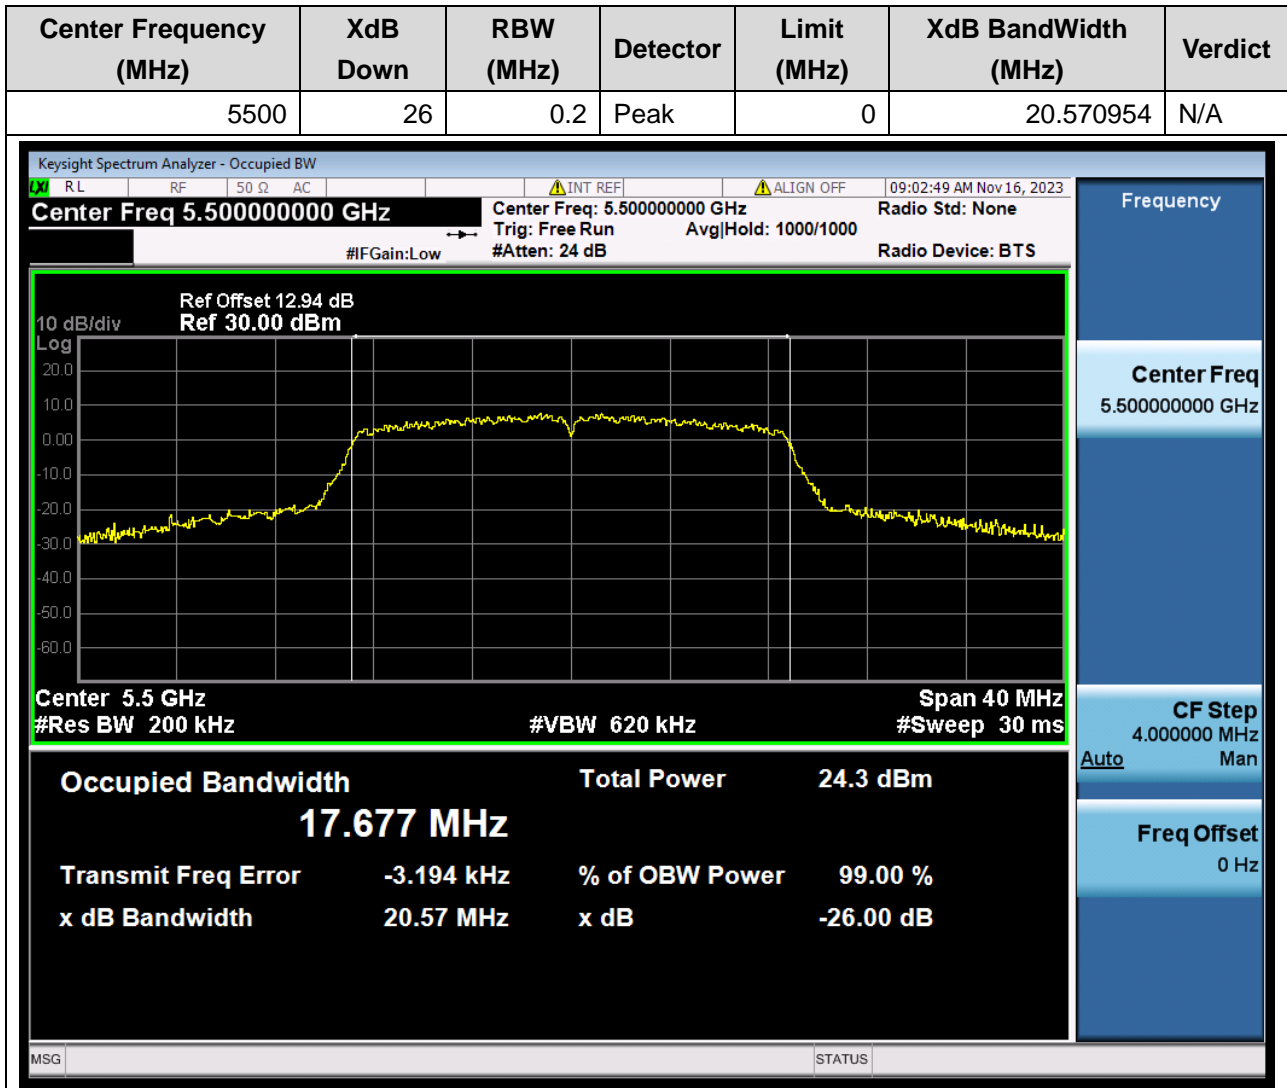 Center Frequency (MHz) XdB Down RBW (MHz) Detector Limit (MHz) XdB BandWidth (MHz) Verdict
5500 26 0.2 Peak 0 20.570954 N/A
Keysight Spectrum Analyzer - Occupied BW
LXI RL RF 50 Ω AC INT REF ALIGN OFF 09:02:49 AM Nov 16, 2023
Center Freq 5.500000000 GHz Center Freq: 5.500000000 GHz Radio Std: None
Trig: Free Run Avg|Hold: 1000/1000
#IFGain:Low #Atten: 24 dB Radio Device: BTS
Ref Offset 12.94 dB
10 dB/div Ref 30.00 dBm
Log
20.0
10.0
0.00
-10.0
-20.0
-30.0
-40.0
-50.0
-60.0
Center 5.5 GHz Span 40 MHz
#Res BW 200 kHz #VBW 620 kHz #Sweep 30 ms
Occupied Bandwidth Total Power 24.3 dBm
17.677 MHz
Transmit Freq Error -3.194 kHz % of OBW Power 99.00 %
x dB Bandwidth 20.57 MHz x dB -26.00 dB
Frequency
Center Freq
5.500000000 GHz
CF Step
4.000000 MHz
Auto Man
Freq Offset
0 Hz
MSG STATUS